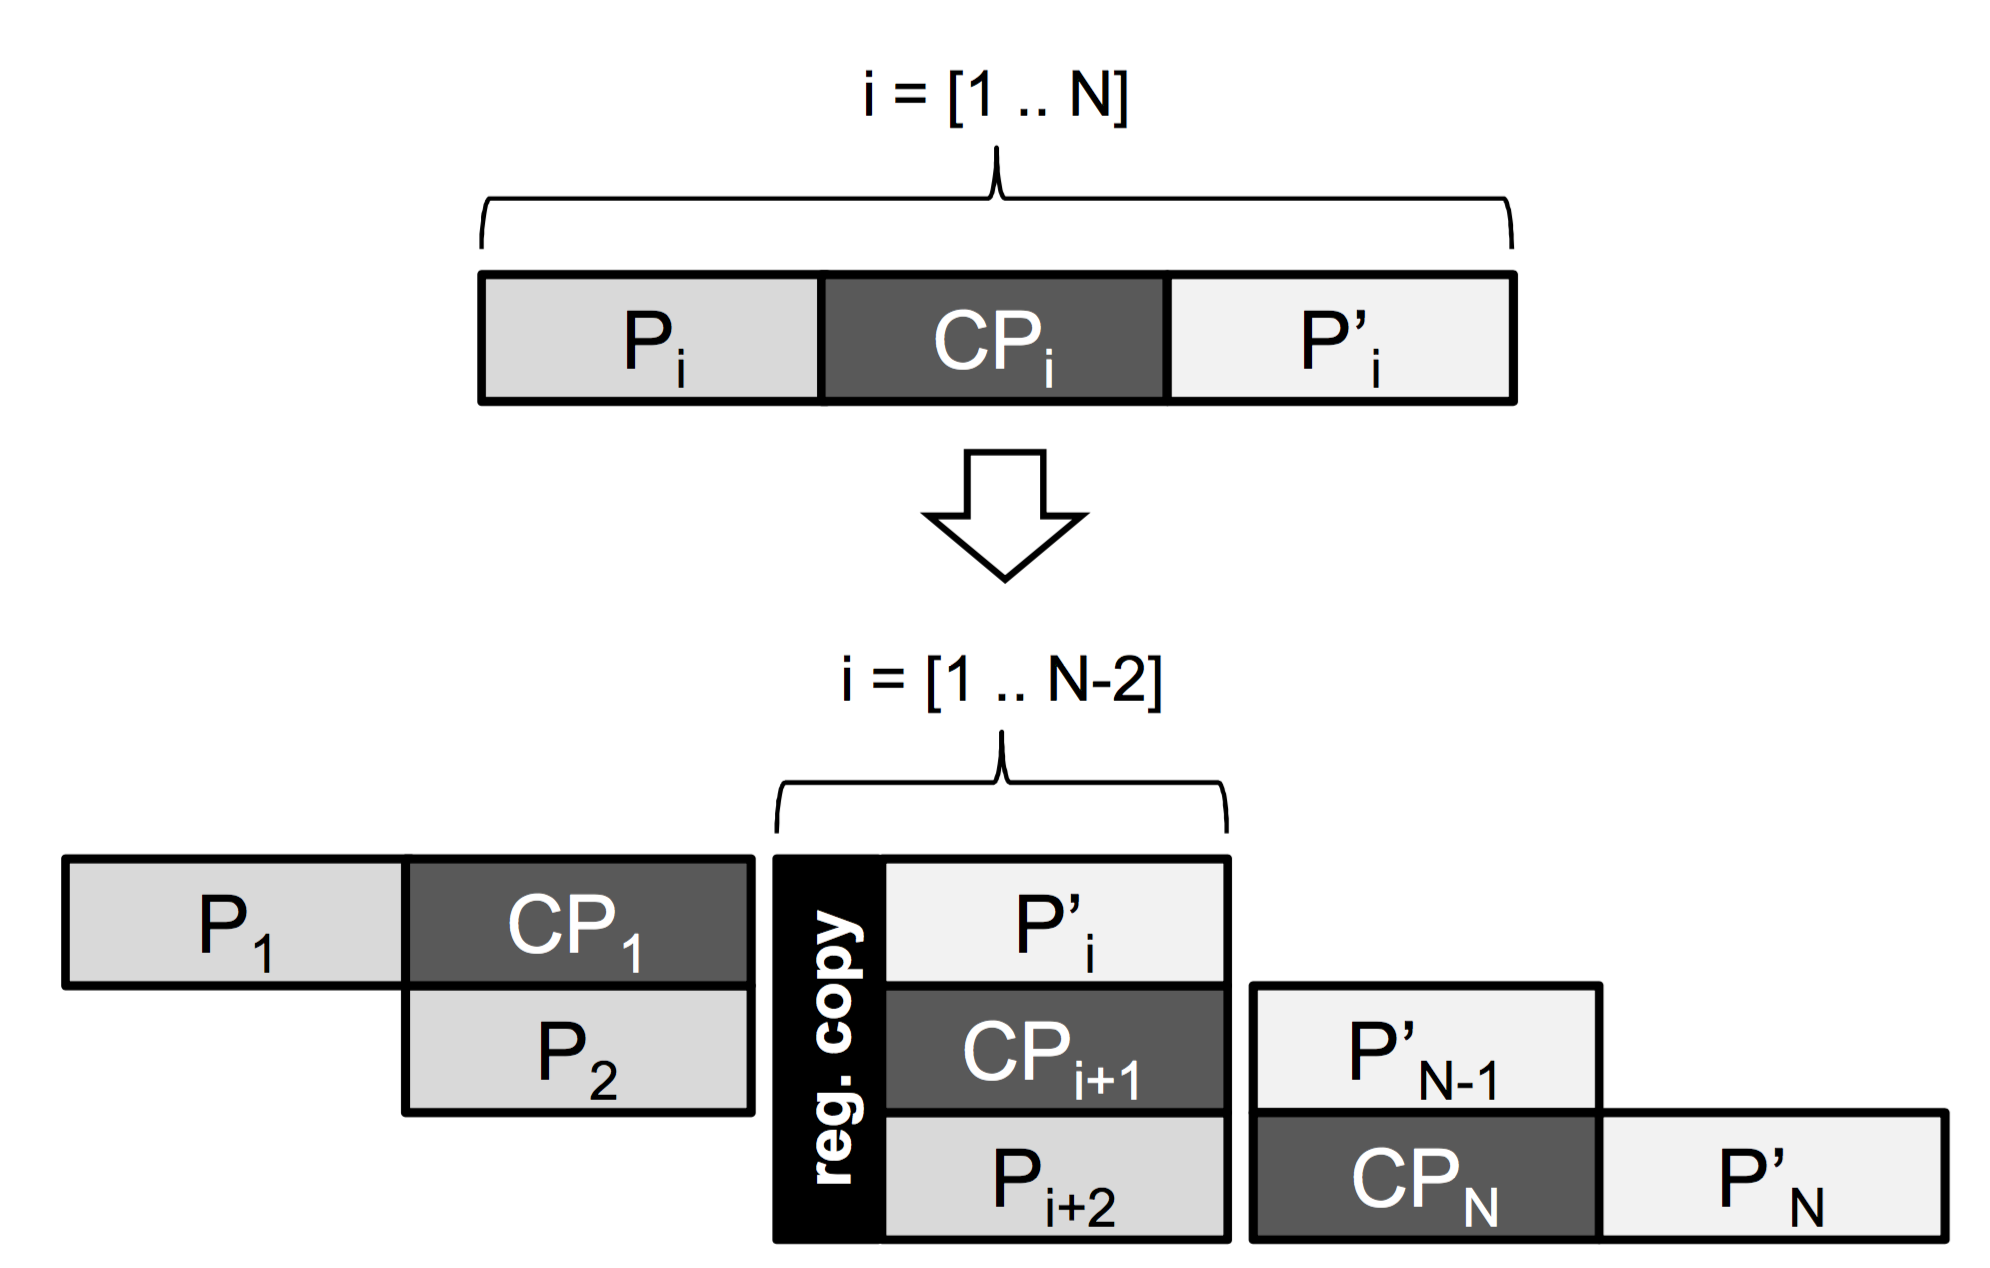 i = [1 .. N]
P_i CP_i P’_i
i = [1 .. N-2]
P_1 CP_1 reg. copy P’_i
P_2 CP_i+1 P’_N-1
P_i+2 CP_N P’_N